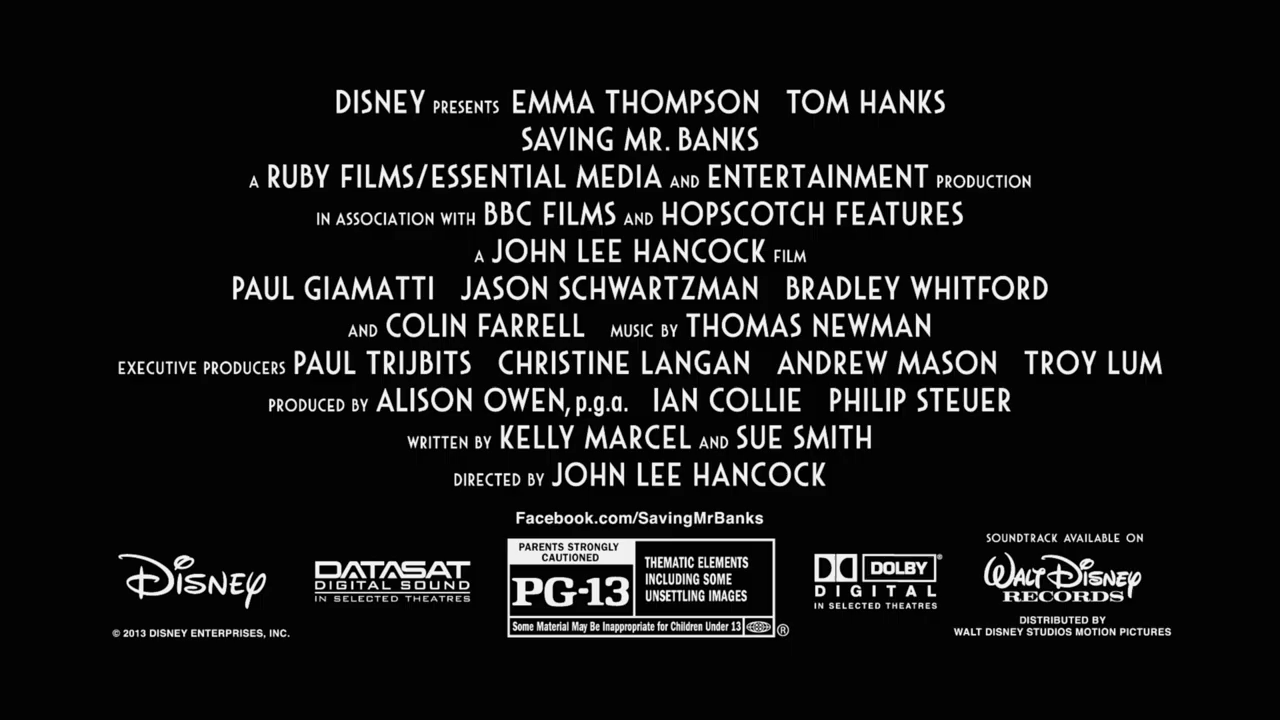 DISNEY PRESENTS EMMA THOMPSON TOM HANKS
SAVING MR. BANKS
A RUBY FILMS/ESSENTIAL MEDIA AND ENTERTAINMENT PRODUCTION
IN ASSOCIATION WITH BBC FILMS AND HOPSCOTCH FEATURES
A JOHN LEE HANCOCK FILM
PAUL GIAMATTI JASON SCHWARTZMAN BRADLEY WHITFORD
AND COLIN FARRELL MUSIC BY THOMAS NEWMAN
EXECUTIVE PRODUCERS PAUL TRIJBITS CHRISTINE LANGAN ANDREW MASON TROY LUM
PRODUCED BY ALISON OWEN, p.g.a. IAN COLLIE PHILIP STEUER
WRITTEN BY KELLY MARCEL AND SUE SMITH
DIRECTED BY JOHN LEE HANCOCK
Facebook.com/SavingMrBanks
DISNEY
© 2013 DISNEY ENTERPRISES, INC.
DATASAT
DIGITAL SOUND
IN SELECTED THEATRES
PARENTS STRONGLY
CAUTIONED
PG-13
THEMATIC ELEMENTS
INCLUDING SOME
UNSETTLING IMAGES
Some Material May Be Inappropriate for Children Under 13
®
DOLBY ®
DIGITAL
IN SELECTED THEATRES
SOUNDTRACK AVAILABLE ON
WALT DISNEY
RECORDS
DISTRIBUTED BY
WALT DISNEY STUDIOS MOTION PICTURES